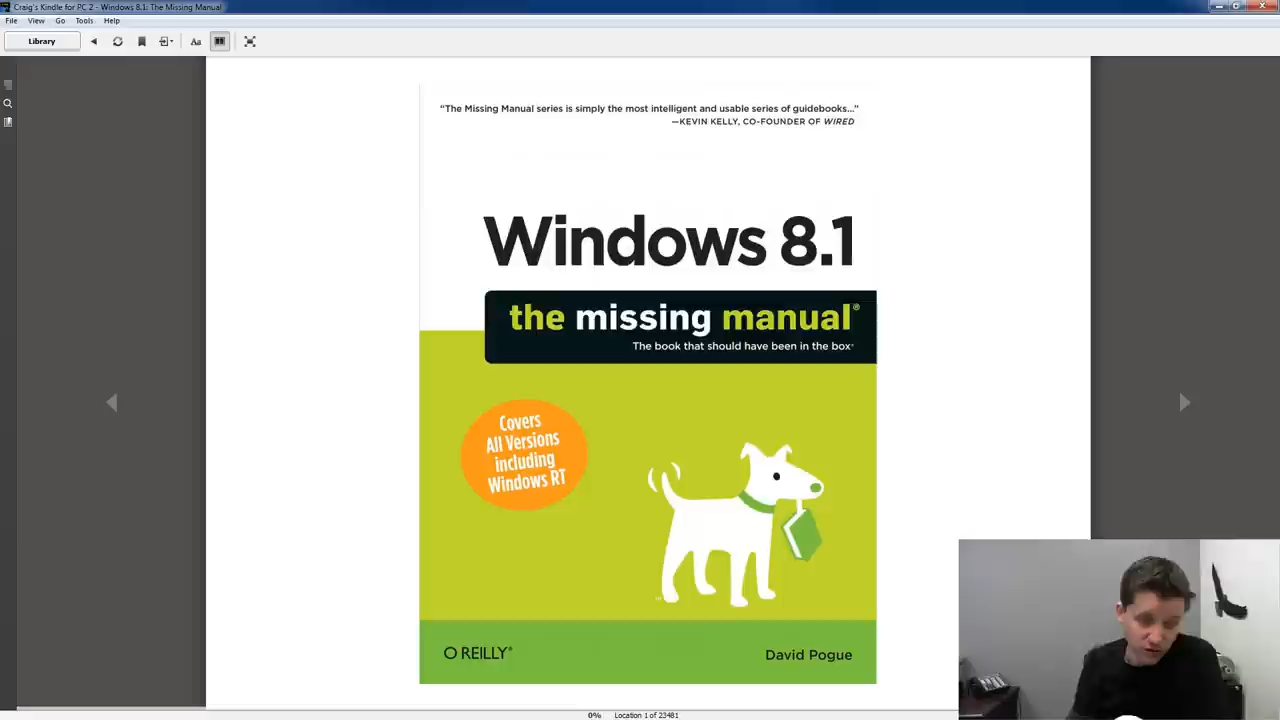 Craig's Kindle for PC 2 - Windows 8.1: The Missing Manual
File View Go Tools Help
Library
Aa
“The Missing Manual series is simply the most intelligent and usable series of guidebooks...”
—KEVIN KELLY, CO-FOUNDER OF WIRED
Windows 8.1
the missing manual®
The book that should have been in the box®
Covers
All Versions
including
Windows RT
O REILLY®
David Pogue
0% Location 1 of 23481